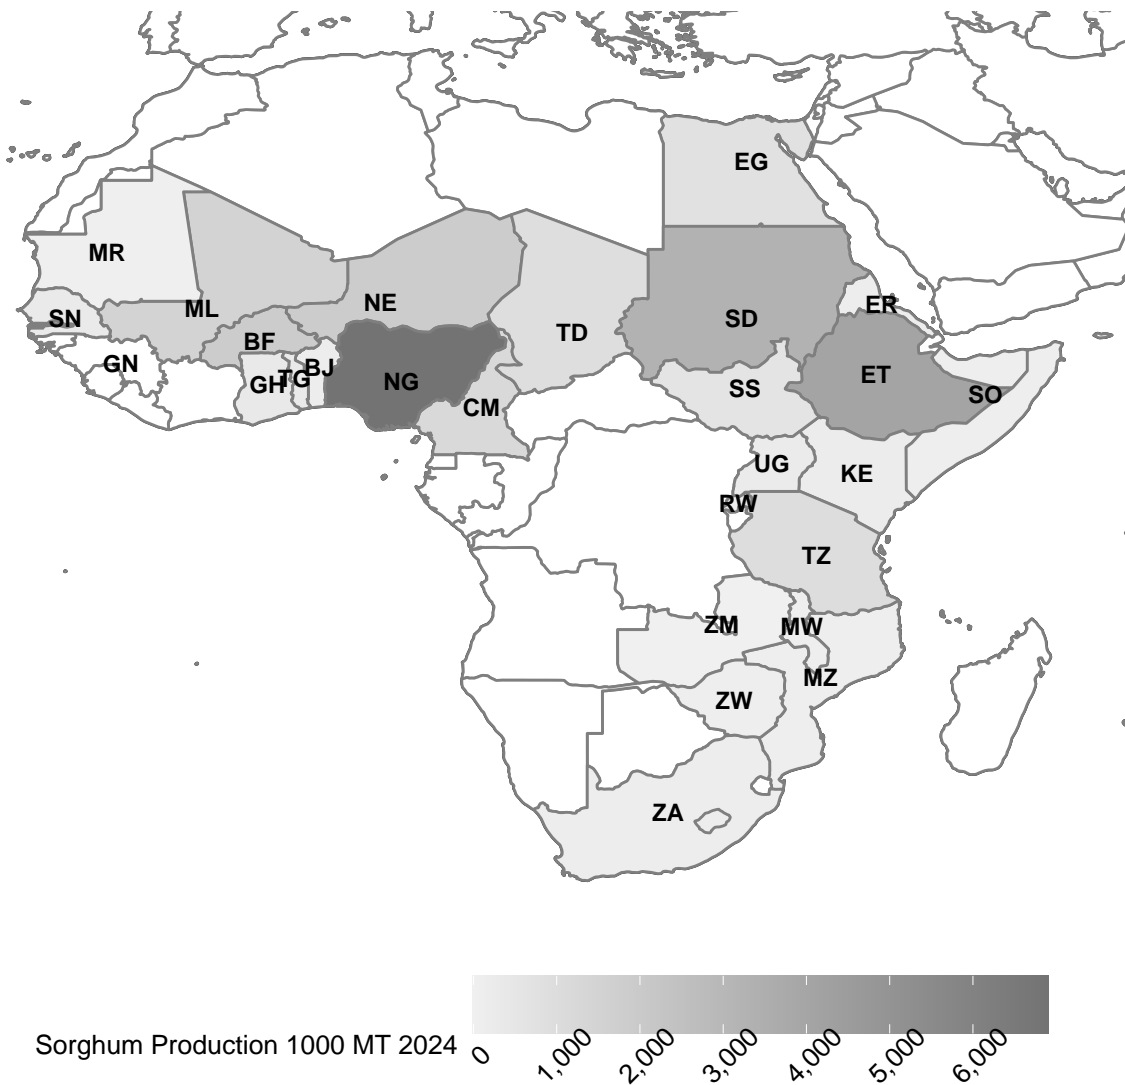 EG
MR
NE
ML
ER
SN
SD
TD
BF
GN
BJ
ET
TG
GH
NG
SS
SO
CM
UG
KE
RW
TZ
ZM
MW
MZ
ZW
ZA
Sorghum Production 1000 MT 2024
0
1,000
2,000
3,000
4,000
5,000
6,000